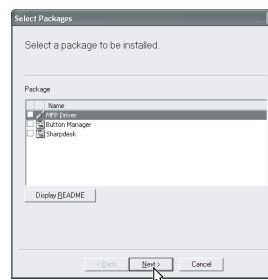 Select Packages
Select a package to be installed.
Package
Name
MFP Driver
Button Manager
Sharpdesk
Display README
< Back
Next >
Cancel